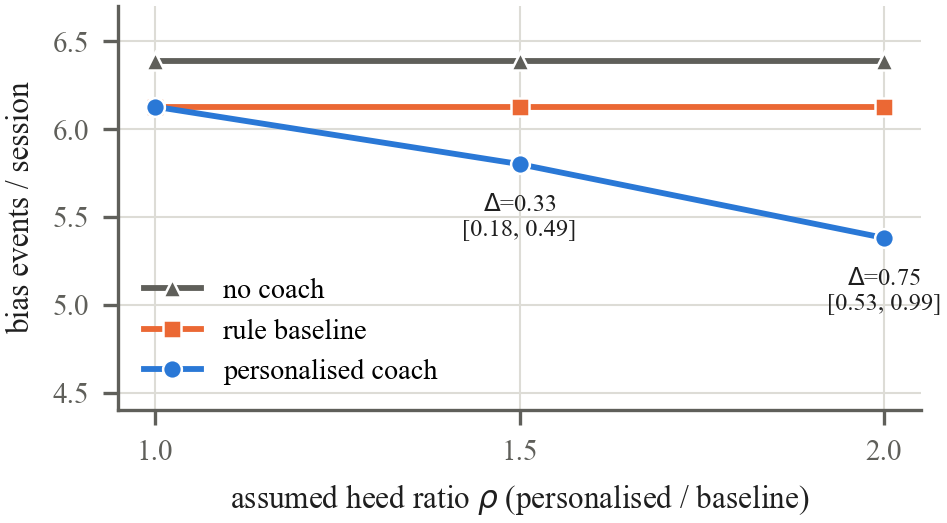 bias events / session
6.5
6.0
5.5
5.0
4.5
Δ=0.33
[0.18, 0.49]
Δ=0.75
[0.53, 0.99]
no coach
rule baseline
personalised coach
1.0
1.5
2.0
assumed heed ratio ρ (personalised / baseline)